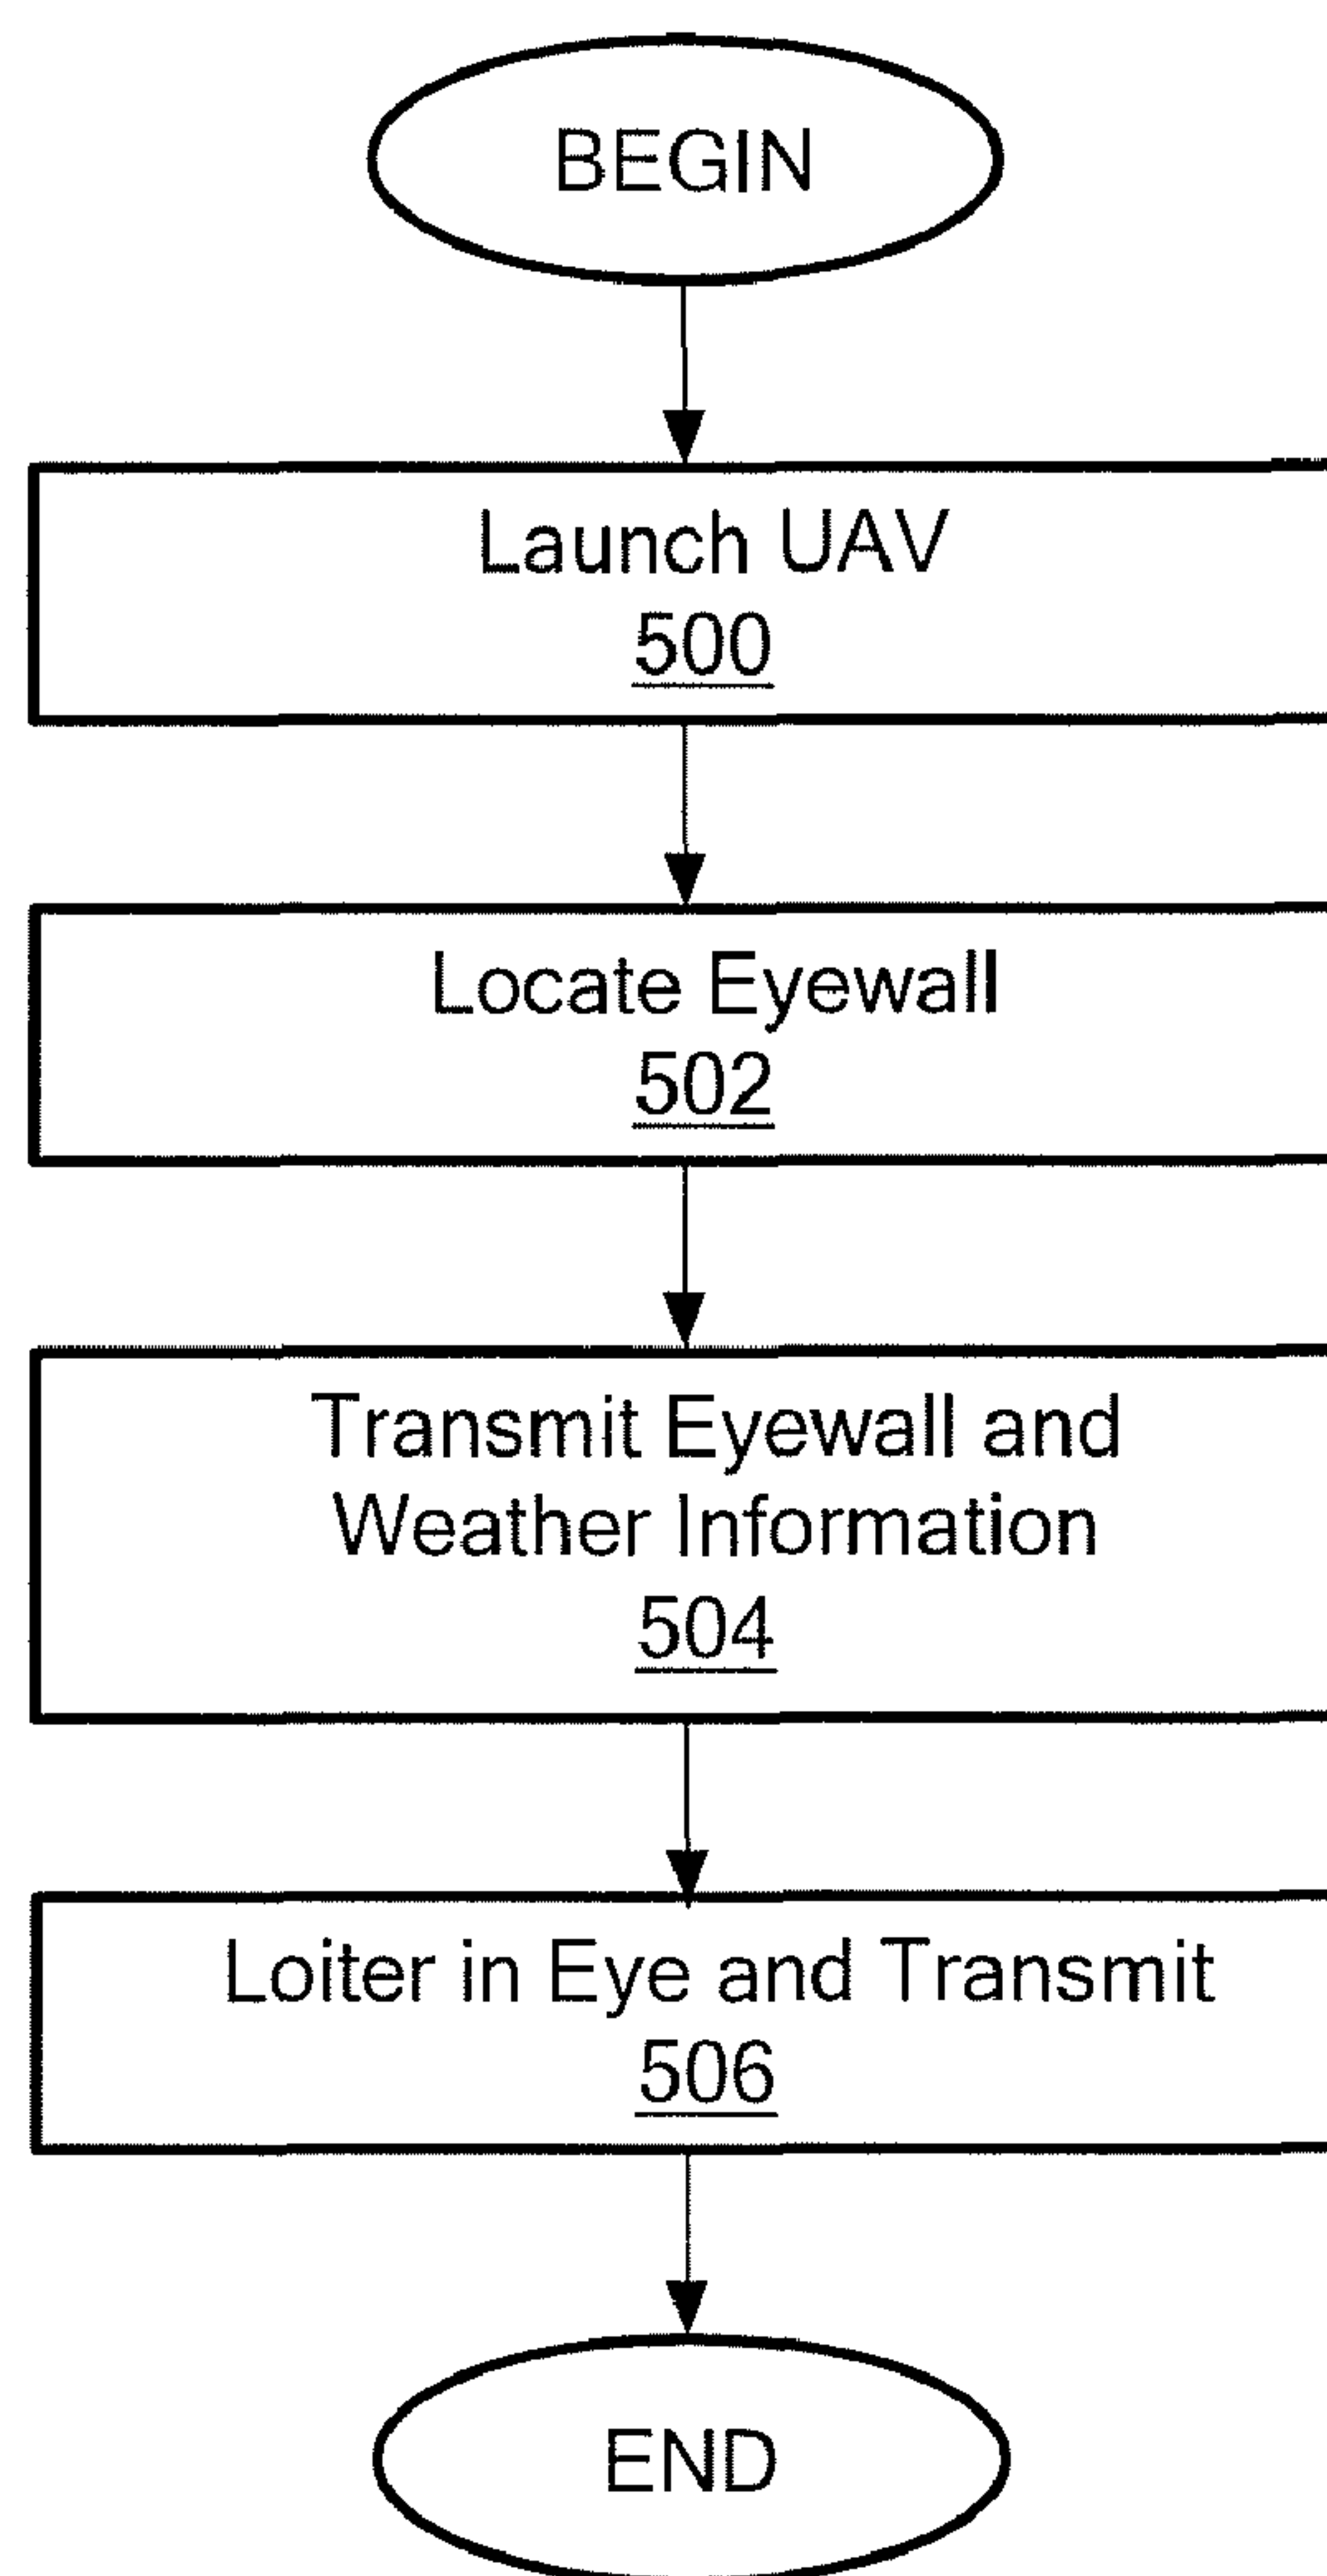 BEGIN
Launch UAV
500
Locate Eyewall
502
Transmit Eyewall and
Weather Information
504
Loiter in Eye and Transmit
506
END